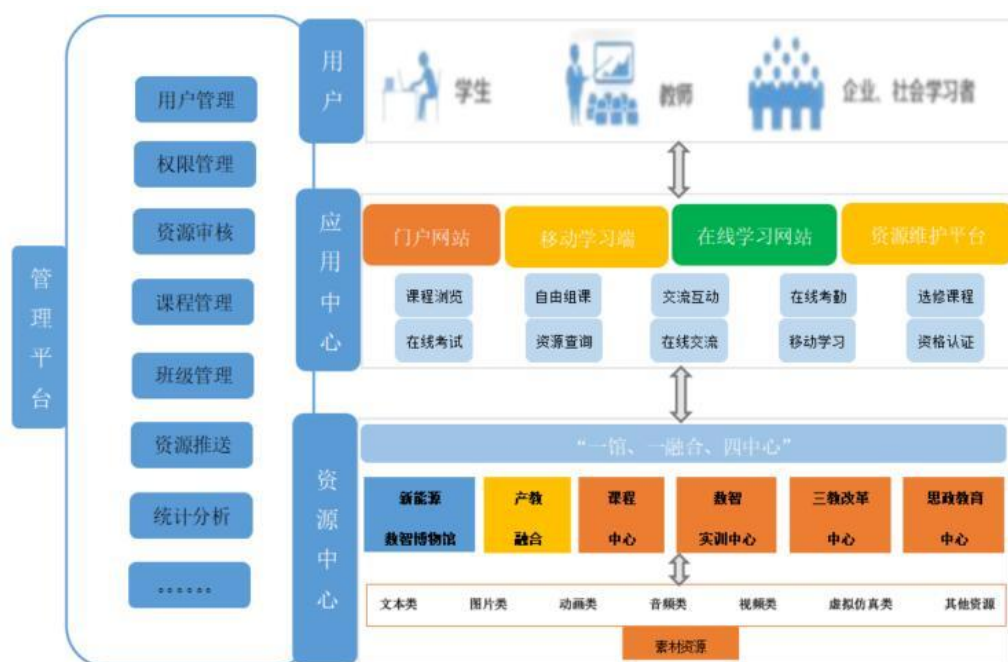 管理平台
用户管理
权限管理
资源审核
课程管理
班级管理
资源推送
统计分析
……
用户
学生
教师
企业、社会学习者
应用中心
门户网站
移动学习端
在线学习网站
资源维护平台
课程浏览
自由组课
交流互动
在线考勤
选修课程
在线考试
资源查询
在线交流
移动学习
资格认证
资源中心
“一馆、一融合、四中心”
新能源
数智博物馆
产教
融合
课程
中心
数智
实训中心
三教改革
中心
思政教育
中心
文本类
图片类
动画类
音频类
视频类
虚拟仿真类
其他资源
素材资源